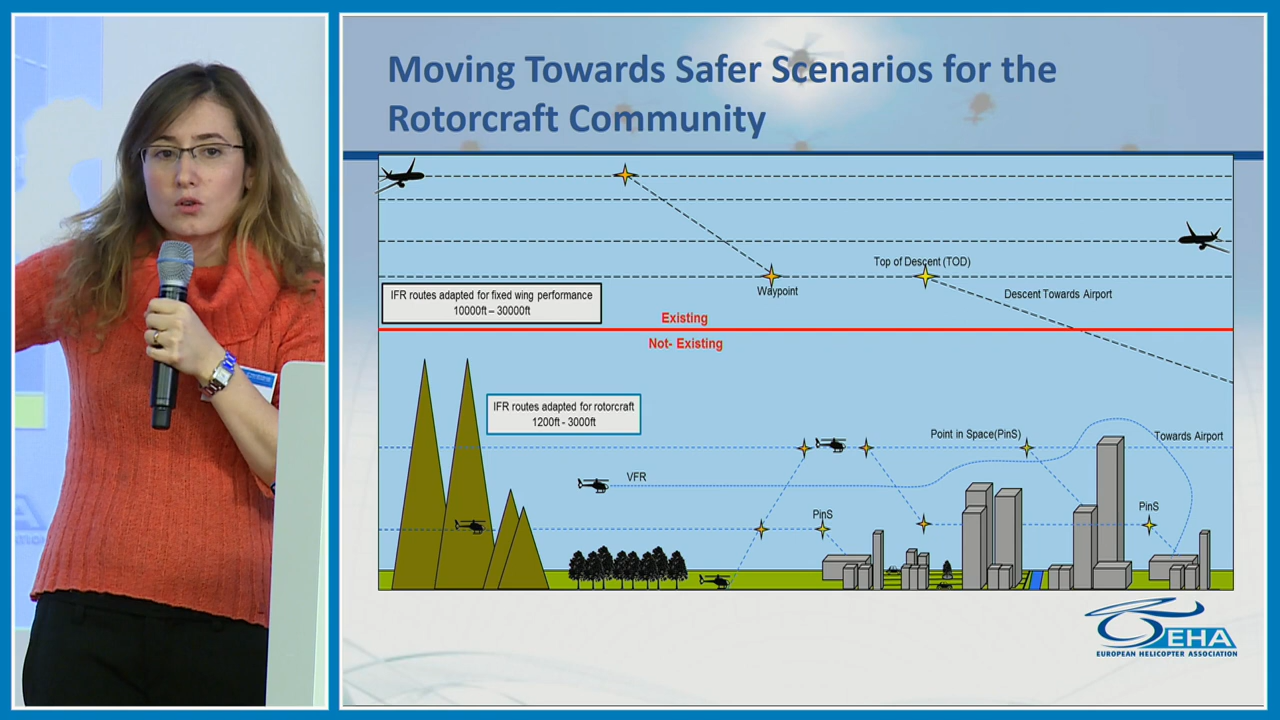 Moving Towards Safer Scenarios for the
Rotorcraft Community
Top of Descent (TOD)
Waypoint
Descent Towards Airport
IFR routes adapted for fixed wing performance
10000ft – 30000ft
Existing
Not- Existing
IFR routes adapted for rotorcraft
1200ft - 3000ft
Point in Space(PinS)
Towards Airport
VFR
PinS
PinS
EHA
EUROPEAN HELICOPTER ASSOCIATION